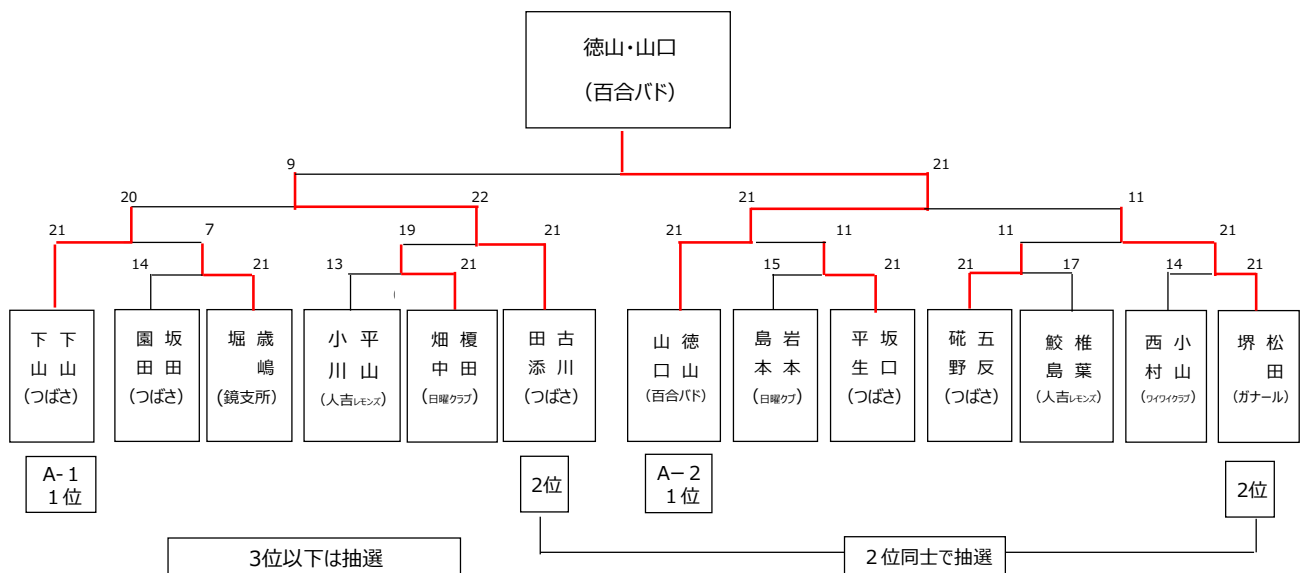 徳山・山口
(百合バド)
9
21
20
22
21
11
21
7
19
21
21
11
11
21
14
21
13
21
15
21
21
17
14
21
下 下
山 山
(つばさ)
園 坂
田 田
(つばさ)
堀 歳
嶋
(鏡支所)
小 平
川 山
(人吉レモンズ)
畑 榎
中 田
(日曜クラブ)
田 古
添 川
(つばさ)
山 徳
口 山
(百合バド)
島 岩
本 本
(日曜クブ)
平 坂
生 口
(つばさ)
硴 五
野 反
(つばさ)
鮫 椎
島 葉
(人吉レモンズ)
西 小
村 山
(ワイワイクラブ)
堺 松
田
(ガナール)
A-1
1位
2位
A-2
1位
2位
3位以下は抽選
2位同士で抽選